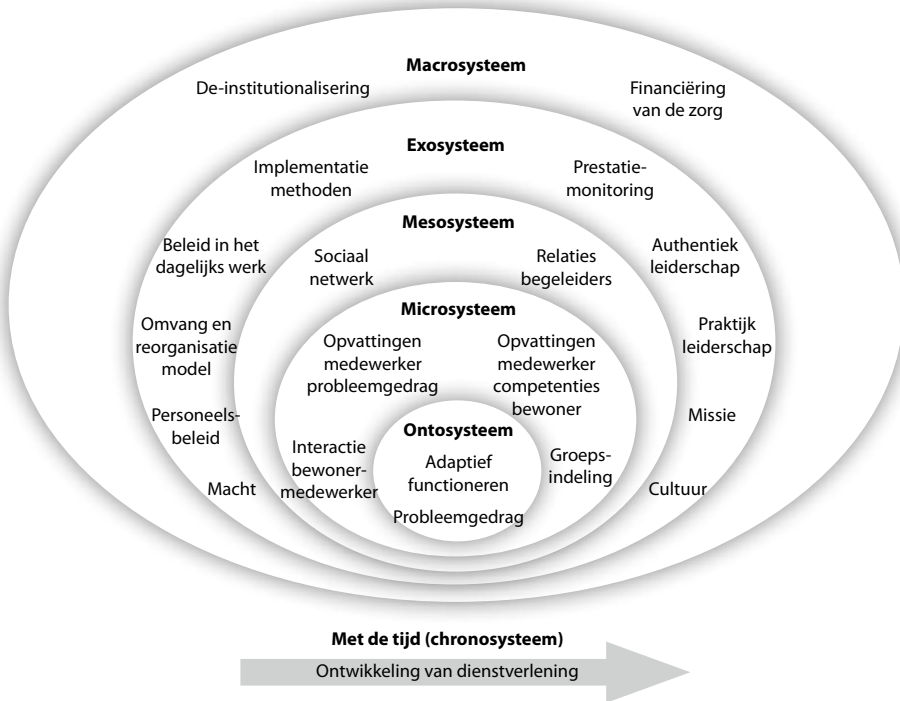 Macrosysteem
De-institutionalisering
Financiëring
van de zorg
Exosysteem
Implementatie
methoden
Prestatie-
monitoring
Mesosysteem
Beleid in het
dagelijks werk
Sociaal
netwerk
Relaties
begeleiders
Authentiek
leiderschap
Microsysteem
Omvang en
reorganisatie
model
Opvattingen
medewerker
probleemgedrag
Opvattingen
medewerker
competenties
bewoner
Praktijk
leiderschap
Personeels-
beleid
Missie
Ontosysteem
Interactie
bewoner-
medewerker
Adaptief
functioneren
Groeps-
indeling
Macht
Cultuur
Probleemgedrag
Met de tijd (chronosysteem)
Ontwikkeling van dienstverlening